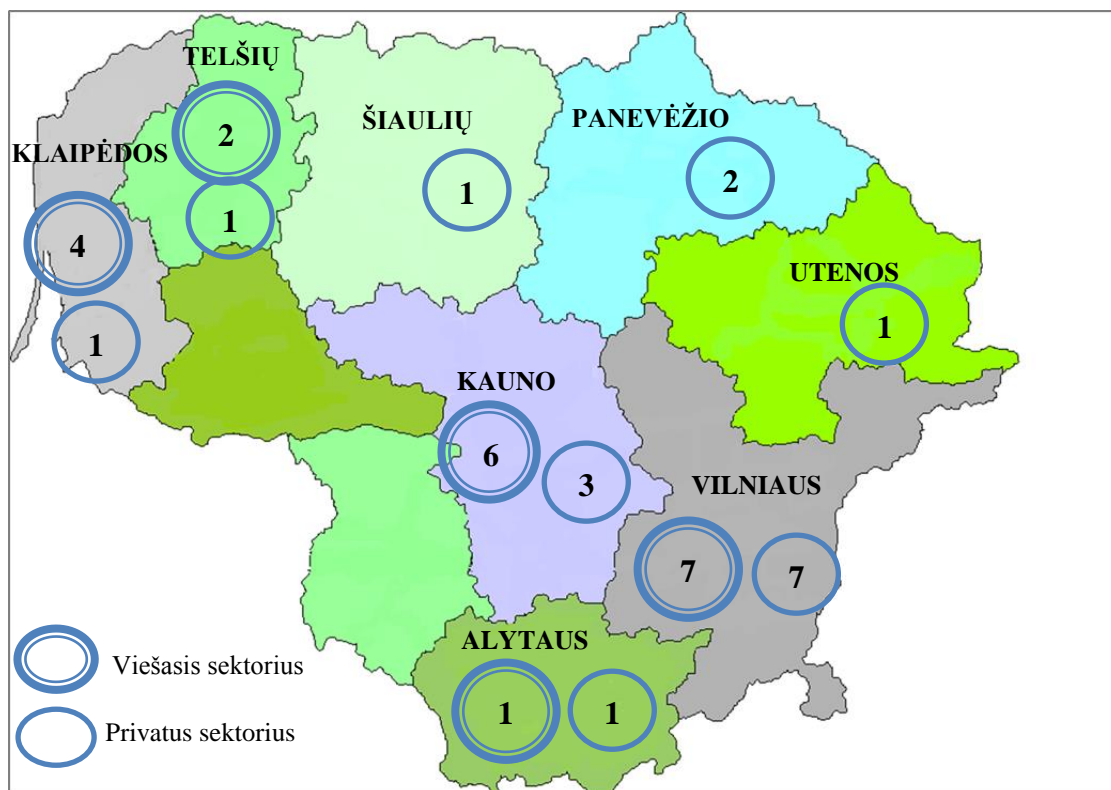 TELŠIŲ
2
1
KLAIPĖDOS
4
1
ŠIAULIŲ
1
PANEVĖŽIO
2
UTENOS
1
KAUNO
6
3
VILNIAUS
7
7
ALYTAUS
1
1
Viešasis sektorius
Privatus sektorius